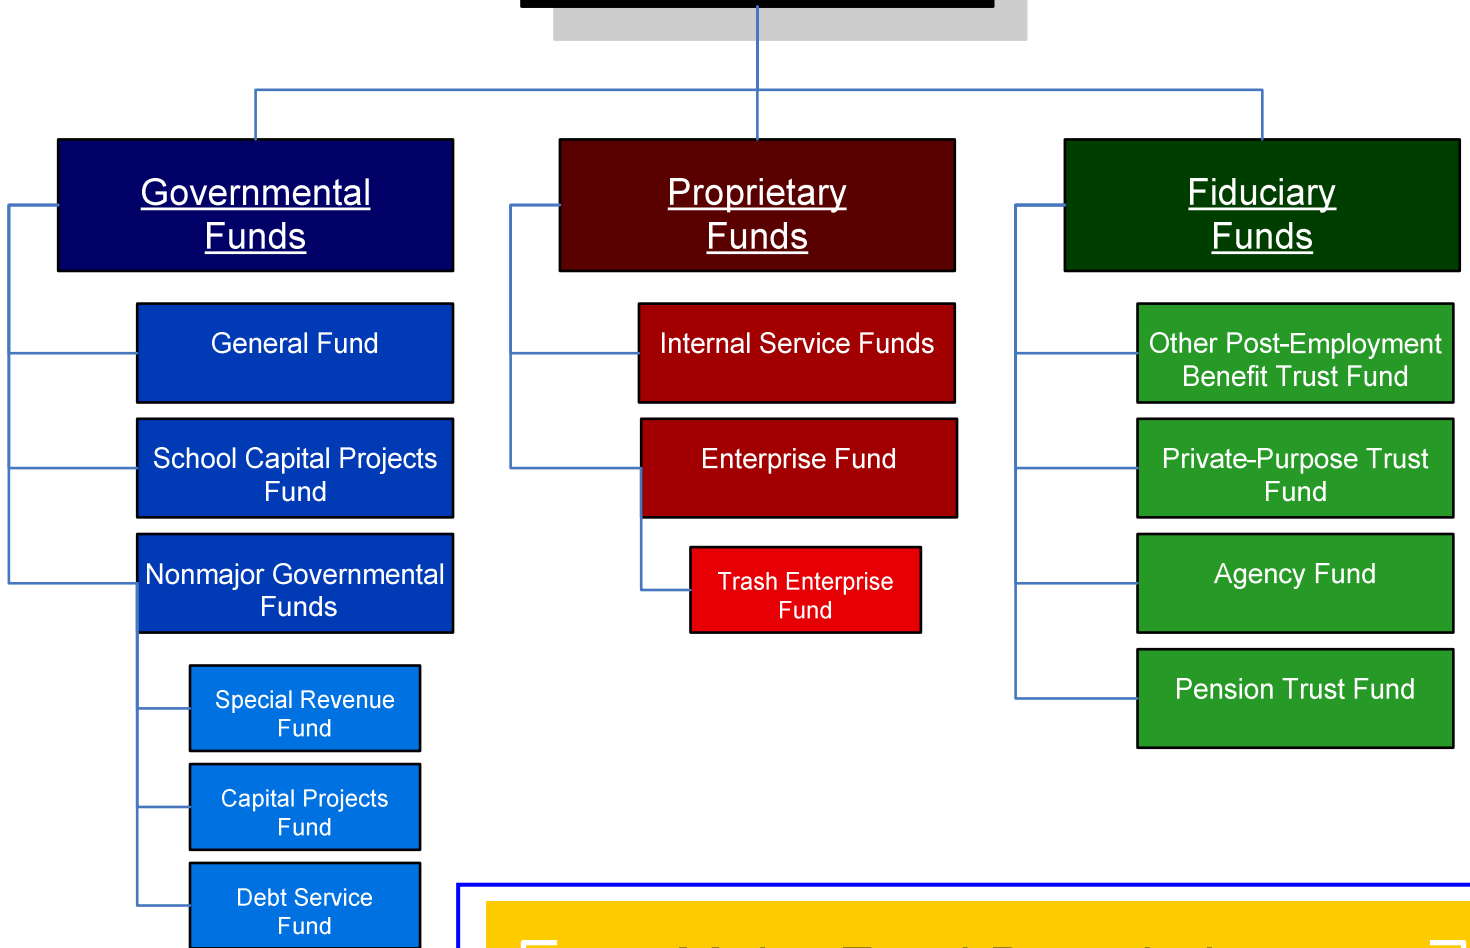 Governmental
Funds
General Fund
School Capital Projects
Fund
Nonmajor Governmental
Funds
Special Revenue
Fund
Capital Projects
Fund
Debt Service
Fund
Proprietary
Funds
Internal Service Funds
Enterprise Fund
Trash Enterprise
Fund
Fiduciary
Funds
Other Post-Employment
Benefit Trust Fund
Private-Purpose Trust
Fund
Agency Fund
Pension Trust Fund